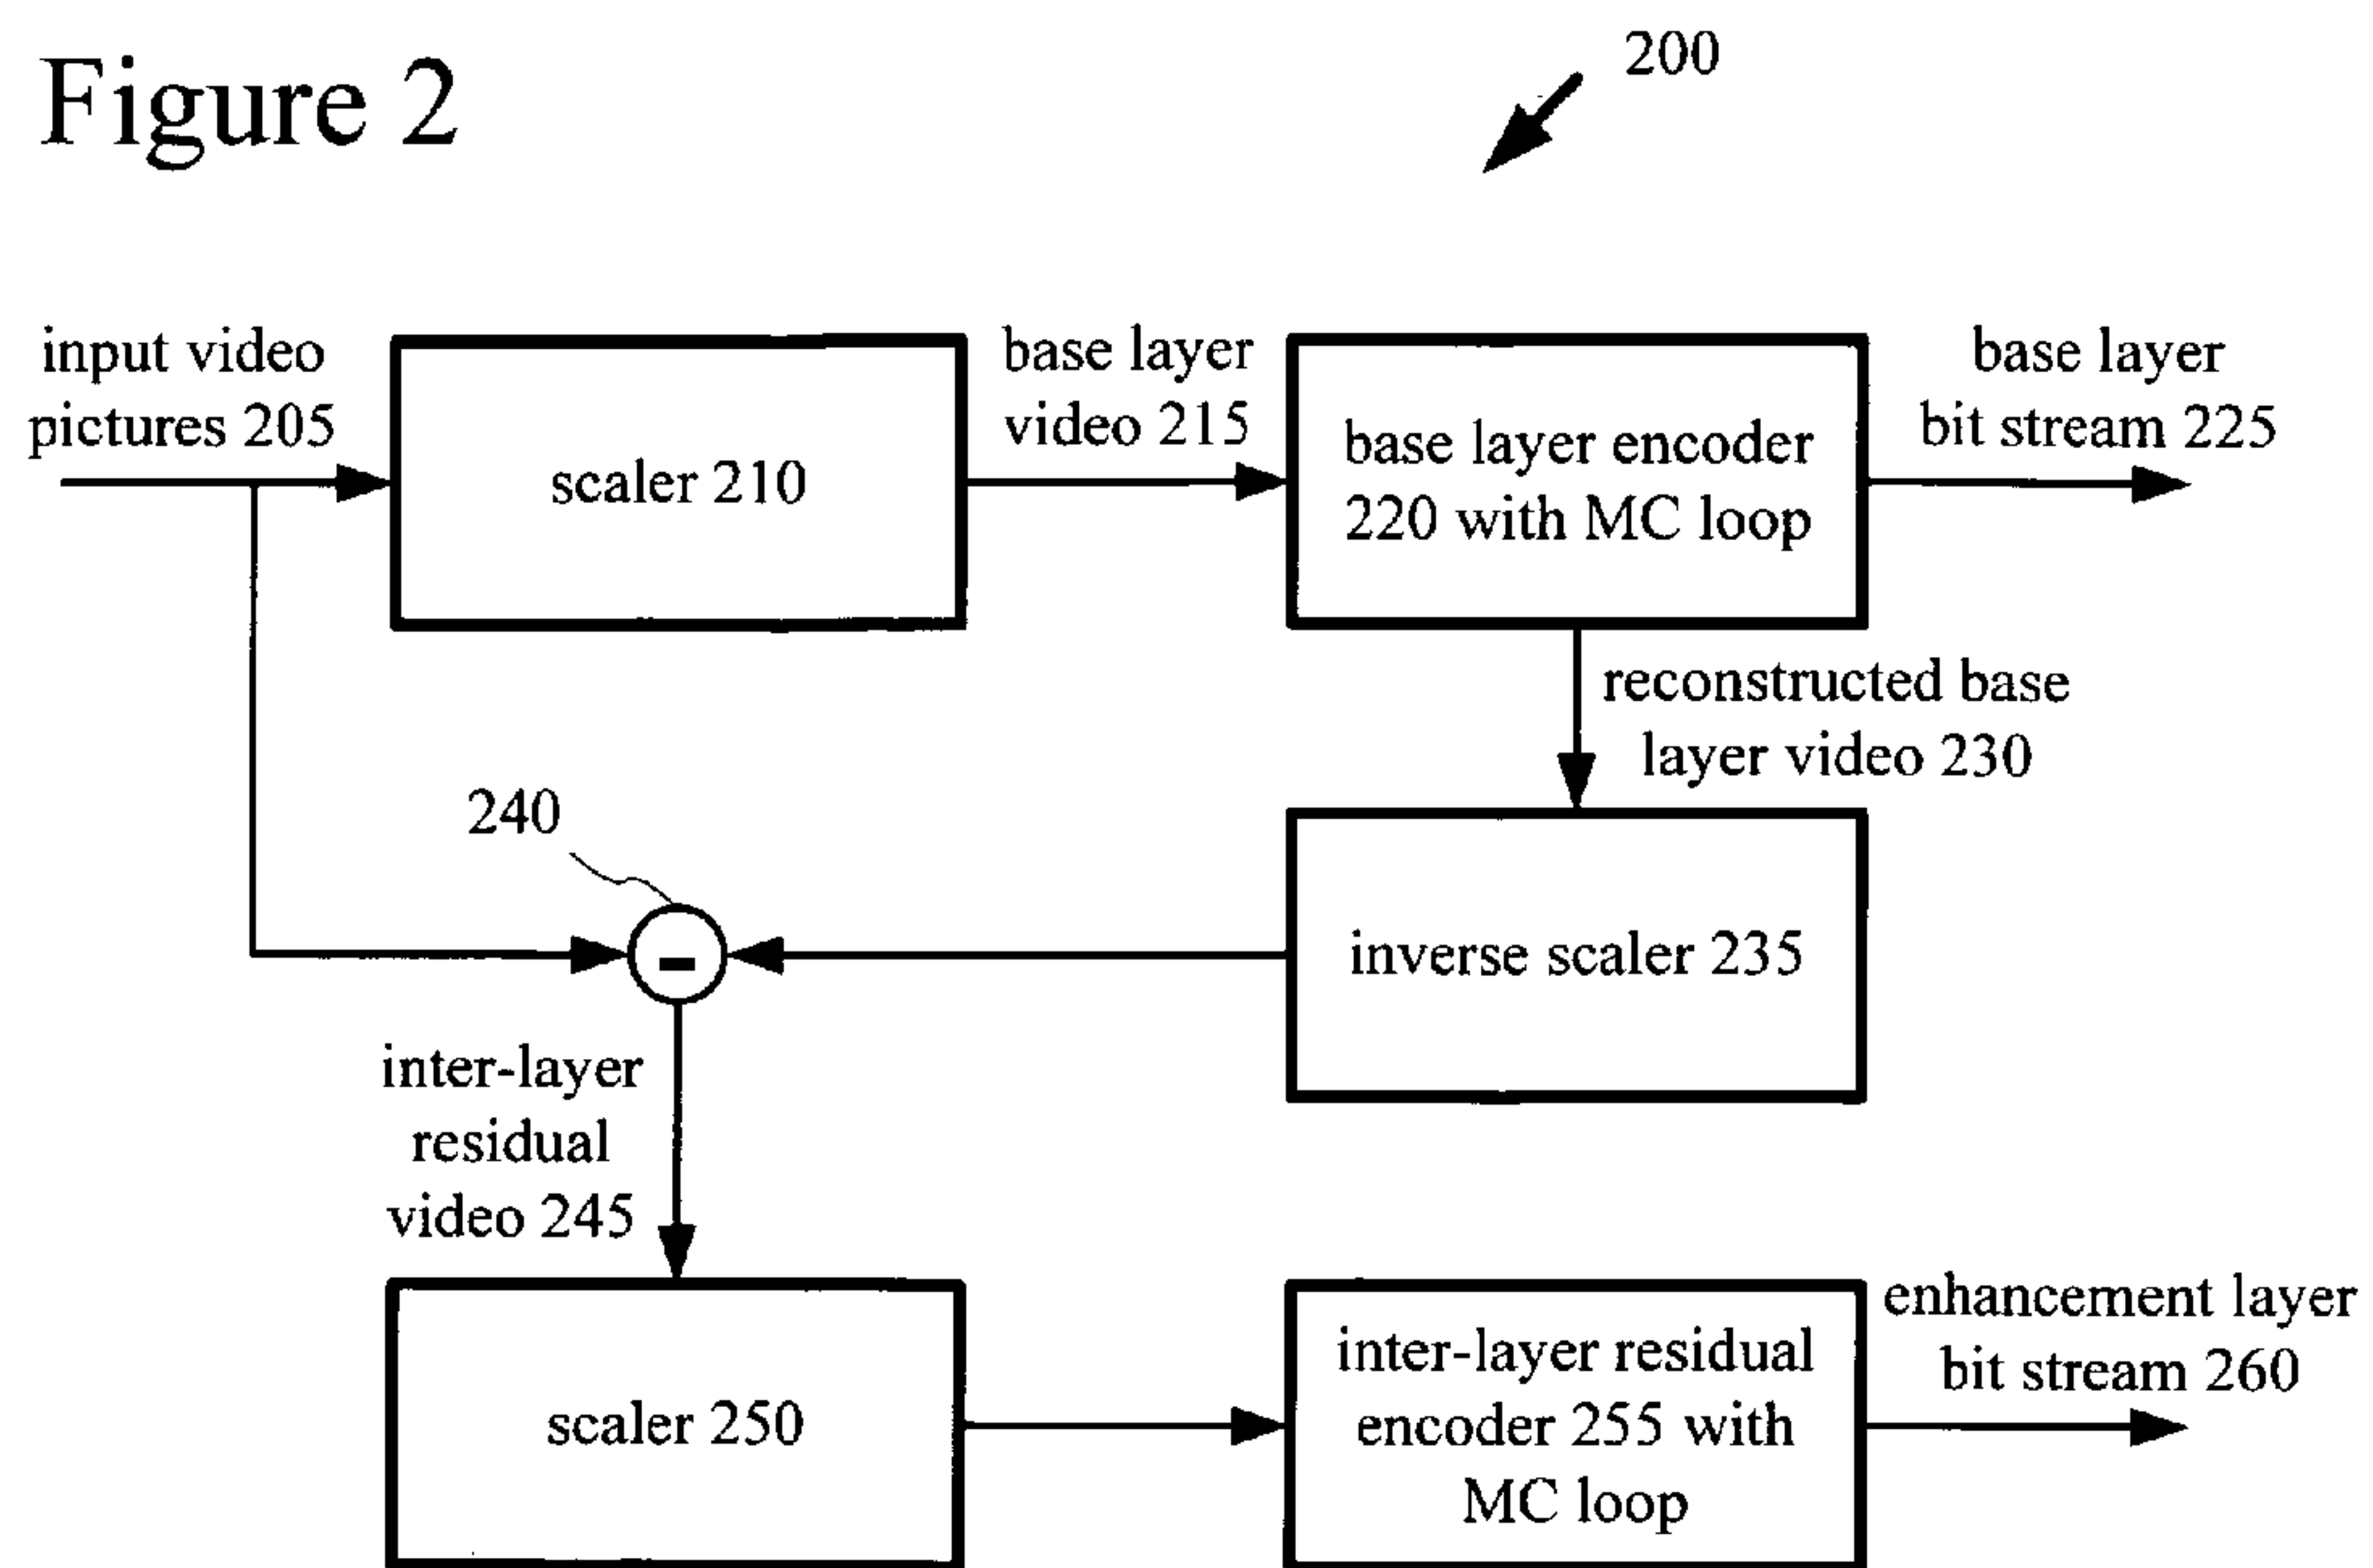 Figure 2
200
input video
pictures 205
scaler 210
base layer
video 215
base layer encoder
220 with MC loop
base layer
bit stream 225
reconstructed base
layer video 230
240
-
inverse scaler 235
inter-layer
residual
video 245
scaler 250
inter-layer residual
encoder 255 with
MC loop
enhancement layer
bit stream 260